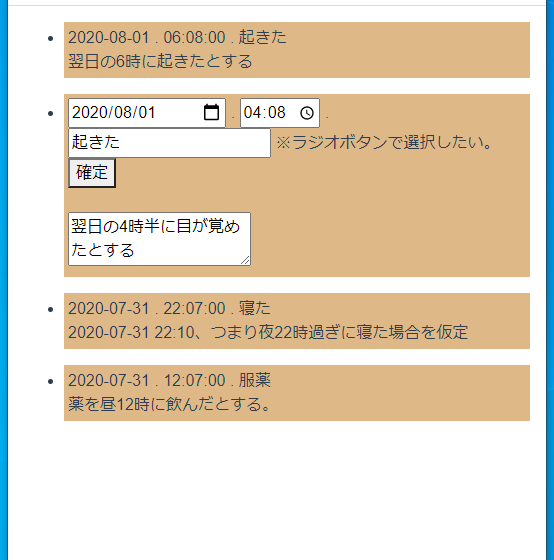 2020-08-01 . 06:08:00 . 起きた
翌日の6時に起きたとする
2020/08/01 . 04:08 .
起きた ※ラジオボタンで選択したい。
確定
翌日の4時半に目が覚め
たとする
2020-07-31 . 22:07:00 . 寝た
2020-07-31 22:10、つまり夜22時過ぎに寝た場合を仮定
2020-07-31 . 12:07:00 . 服薬
薬を昼12時に飲んだとする。